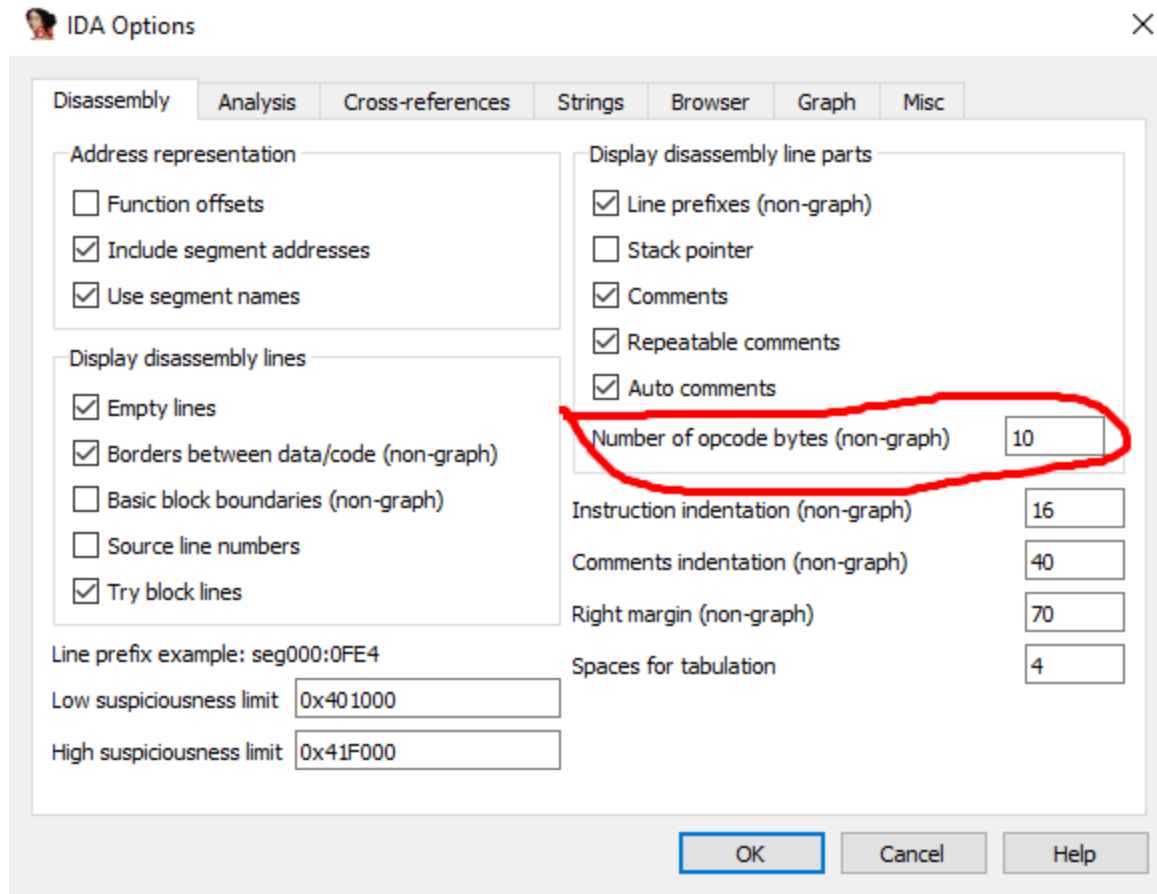 IDA Options
Disassembly Analysis Cross-references Strings Browser Graph Misc
Address representation
Function offsets
Include segment addresses
Use segment names
Display disassembly lines
Empty lines
Borders between data/code (non-graph)
Basic block boundaries (non-graph)
Source line numbers
Try block lines
Line prefix example: seg000:0FE4
Low suspiciousness limit 0x401000
High suspiciousness limit 0x41F000
Display disassembly line parts
Line prefixes (non-graph)
Stack pointer
Comments
Repeatable comments
Auto comments
Number of opcode bytes (non-graph) 10
Instruction indentation (non-graph) 16
Comments indentation (non-graph) 40
Right margin (non-graph) 70
Spaces for tabulation 4
OK Cancel Help